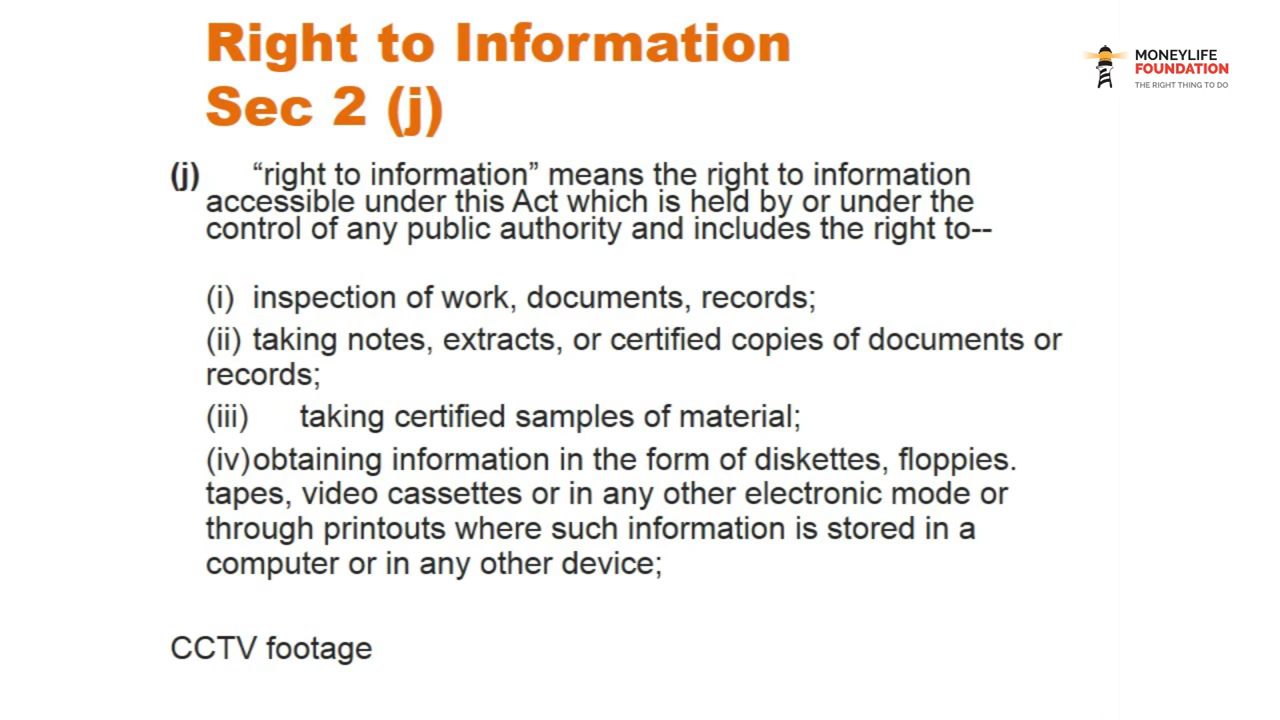 Right to Information
Sec 2 (j)
MONEYLIFE
FOUNDATION
THE RIGHT THING TO DO
(j) “right to information” means the right to information
accessible under this Act which is held by or under the
control of any public authority and includes the right to--
(i) inspection of work, documents, records;
(ii) taking notes, extracts, or certified copies of documents or
records;
(iii) taking certified samples of material;
(iv)obtaining information in the form of diskettes, floppies.
tapes, video cassettes or in any other electronic mode or
through printouts where such information is stored in a
computer or in any other device;
CCTV footage